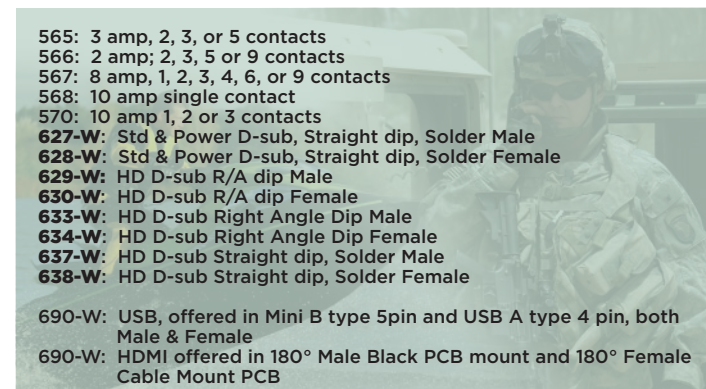 565: 3 amp, 2, 3, or 5 contacts
566: 2 amp; 2, 3, 5 or 9 contacts
567: 8 amp, 1, 2, 3, 4, 6, or 9 contacts
568: 10 amp single contact
570: 10 amp 1, 2 or 3 contacts
627-W: Std & Power D-sub, Straight dip, Solder Male
628-W: Std & Power D-sub, Straight dip, Solder Female
629-W: HD D-sub R/A dip Male
630-W: HD D-sub R/A dip Female
633-W: HD D-sub Right Angle Dip Male
634-W: HD D-sub Right Angle Dip Female
637-W: HD D-sub Straight dip, Solder Male
638-W: HD D-sub Straight dip, Solder Female
690-W: USB, offered in Mini B type 5pin and USB A type 4 pin, both
Male & Female
690-W: HDMI offered in 180° Male Black PCB mount and 180° Female
Cable Mount PCB